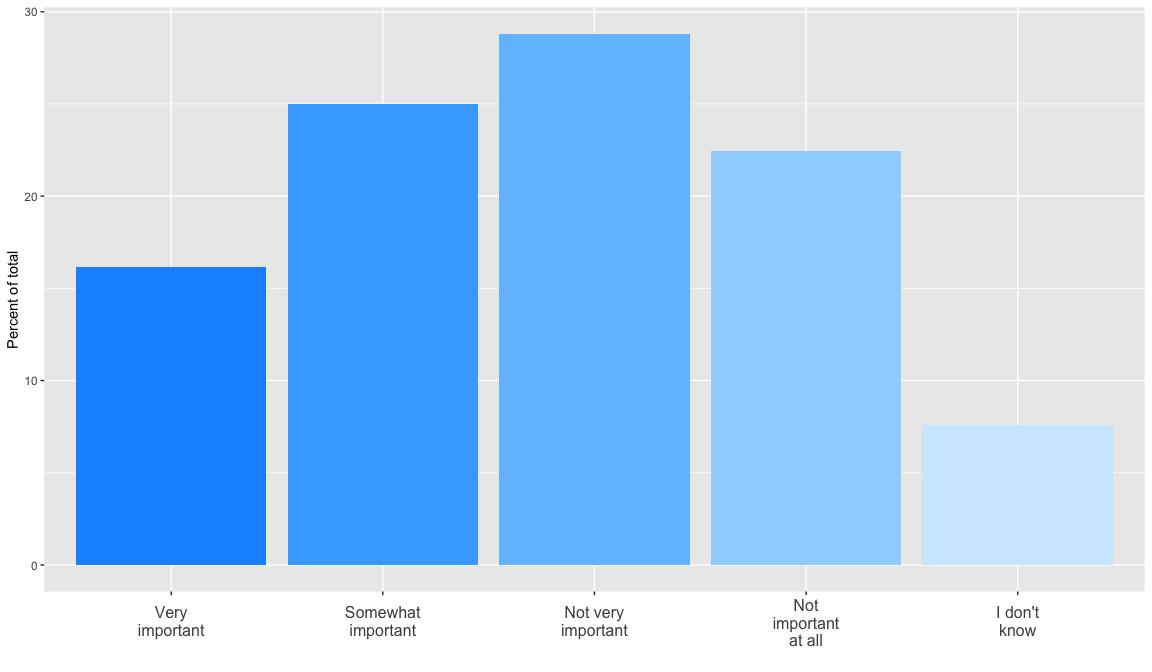 30
20
10
0
Percent of total
Very
important
Somewhat
important
Not very
important
Not
important
at all
I don't
know